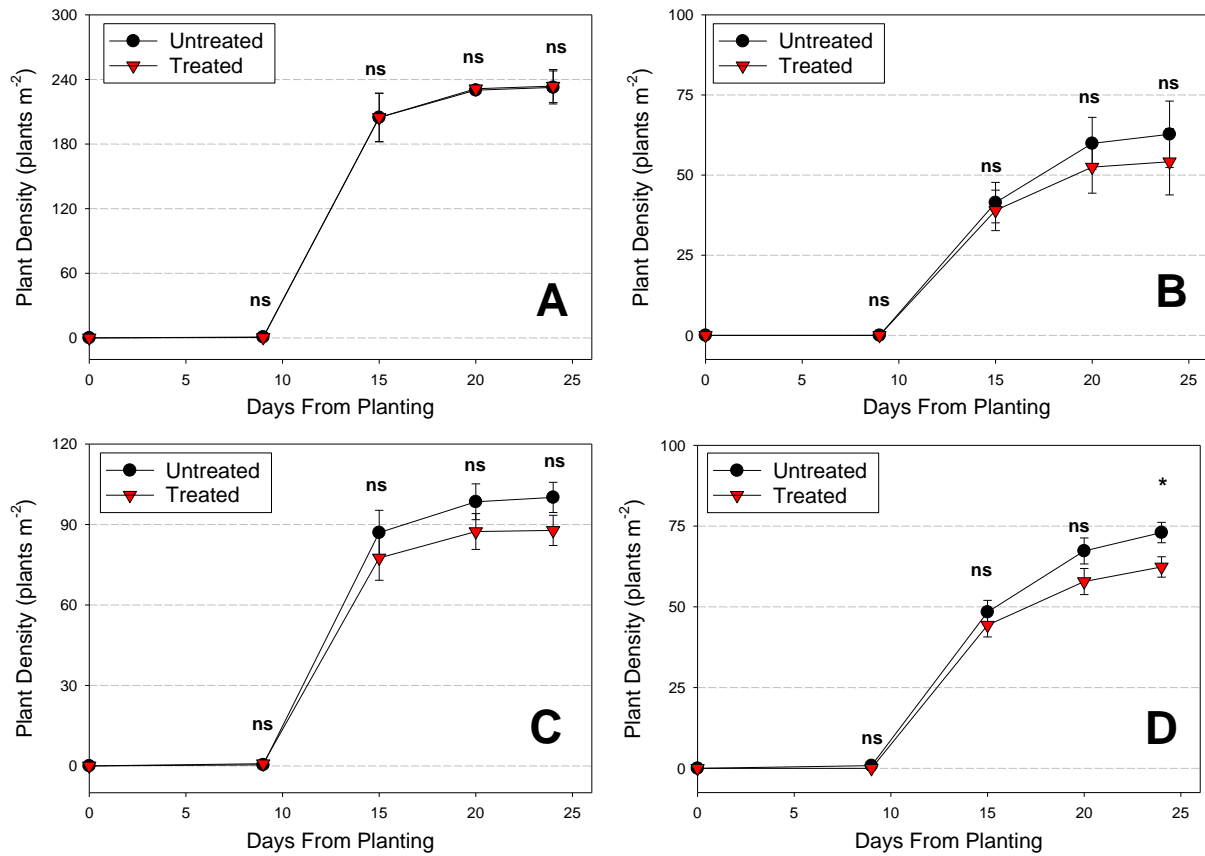 300
240
180
120
60
0
Plant Density (plants m-2)
Untreated
Treated
ns
ns
ns
ns
A
0
5
10
15
20
25
Days From Planting
100
75
50
25
0
Plant Density (plants m-2)
Untreated
Treated
ns
ns
ns
ns
B
0
5
10
15
20
25
Days From Planting
120
90
60
30
0
Plant Density (plants m-2)
Untreated
Treated
ns
ns
ns
ns
C
0
5
10
15
20
25
Days From Planting
100
75
50
25
0
Plant Density (plants m-2)
Untreated
Treated
ns
ns
ns
*
D
0
5
10
15
20
25
Days From Planting